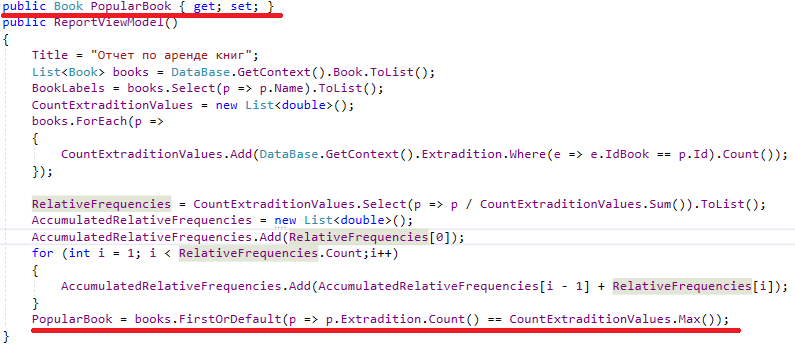 public Book PopularBook { get; set; }
public ReportViewModel()
{
Title = "Отчет по аренде книг";
List<Book> books = DataBase.GetContext().Book.ToList();
BookLabels = books.Select(p => p.Name).ToList();
CountExtraditionValues = new List<double>();
books.ForEach(p =>
{
CountExtraditionValues.Add(DataBase.GetContext().Extradition.Where(e => e.IdBook == p.Id).Count());
});
RelativeFrequencies = CountExtraditionValues.Select(p => p / CountExtraditionValues.Sum()).ToList();
AccumulatedRelativeFrequencies = new List<double>();
AccumulatedRelativeFrequencies.Add(RelativeFrequencies[0]);
for (int i = 1; i < RelativeFrequencies.Count;i++)
{
AccumulatedRelativeFrequencies.Add(AccumulatedRelativeFrequencies[i - 1] + RelativeFrequencies[i]);
}
PopularBook = books.FirstOrDefault(p => p.Extradition.Count() == CountExtraditionValues.Max());
}